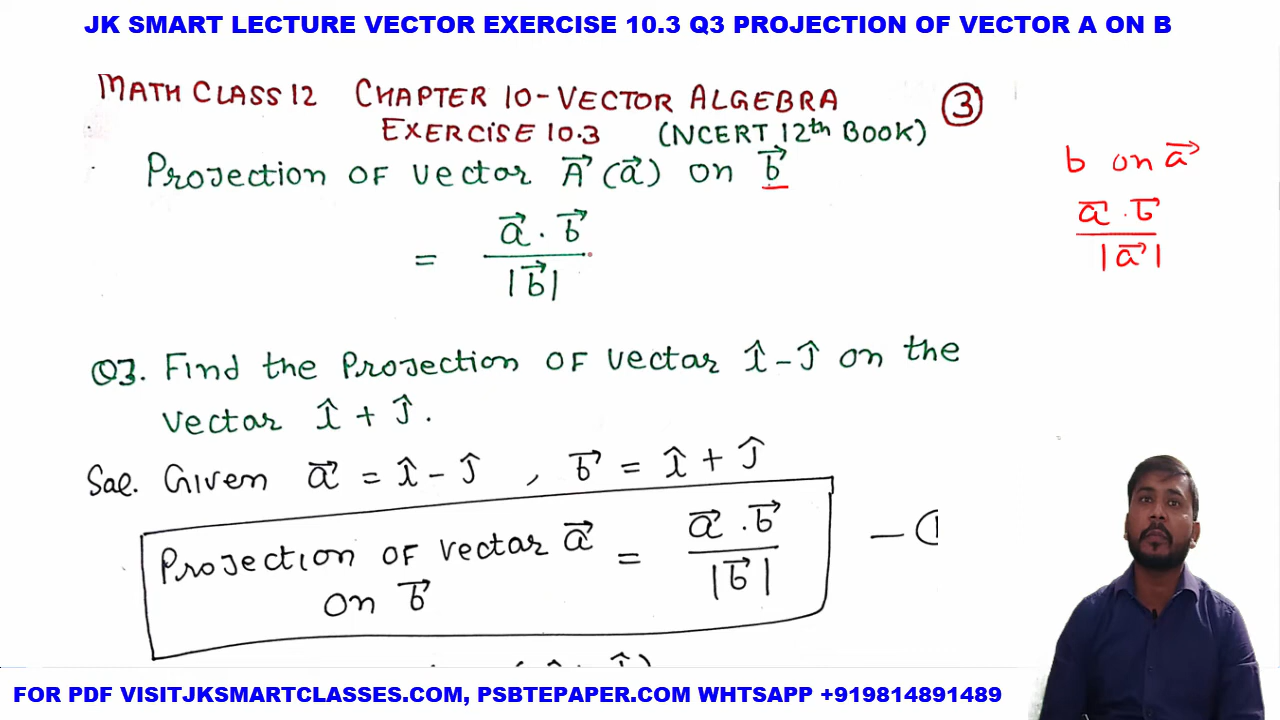 JK SMART LECTURE VECTOR EXERCISE 10.3 Q3 PROJECTION OF VECTOR A ON B
MATH CLASS 12 CHAPTER 10-VECTOR ALGEBRA
③
EXERCISE 10.3 (NCERT 12th BOOK)
Projection OF vector A⃗ (a⃗) on b⃗
= a⃗ . b⃗ / |b⃗|
b on a⃗
a⃗ . b⃗ / |a⃗|
Q3. Find the Projection OF vector î - ĵ on the
vector î + ĵ.
Sol. Given a⃗ = î - ĵ , b⃗ = î + ĵ
Projection OF vector a⃗ = a⃗ . b⃗ / |b⃗| - ①
on b⃗
FOR PDF VISITJKSMARTCLASSES.COM, PSBTEPAPER.COM WHTSAPP +919814891489